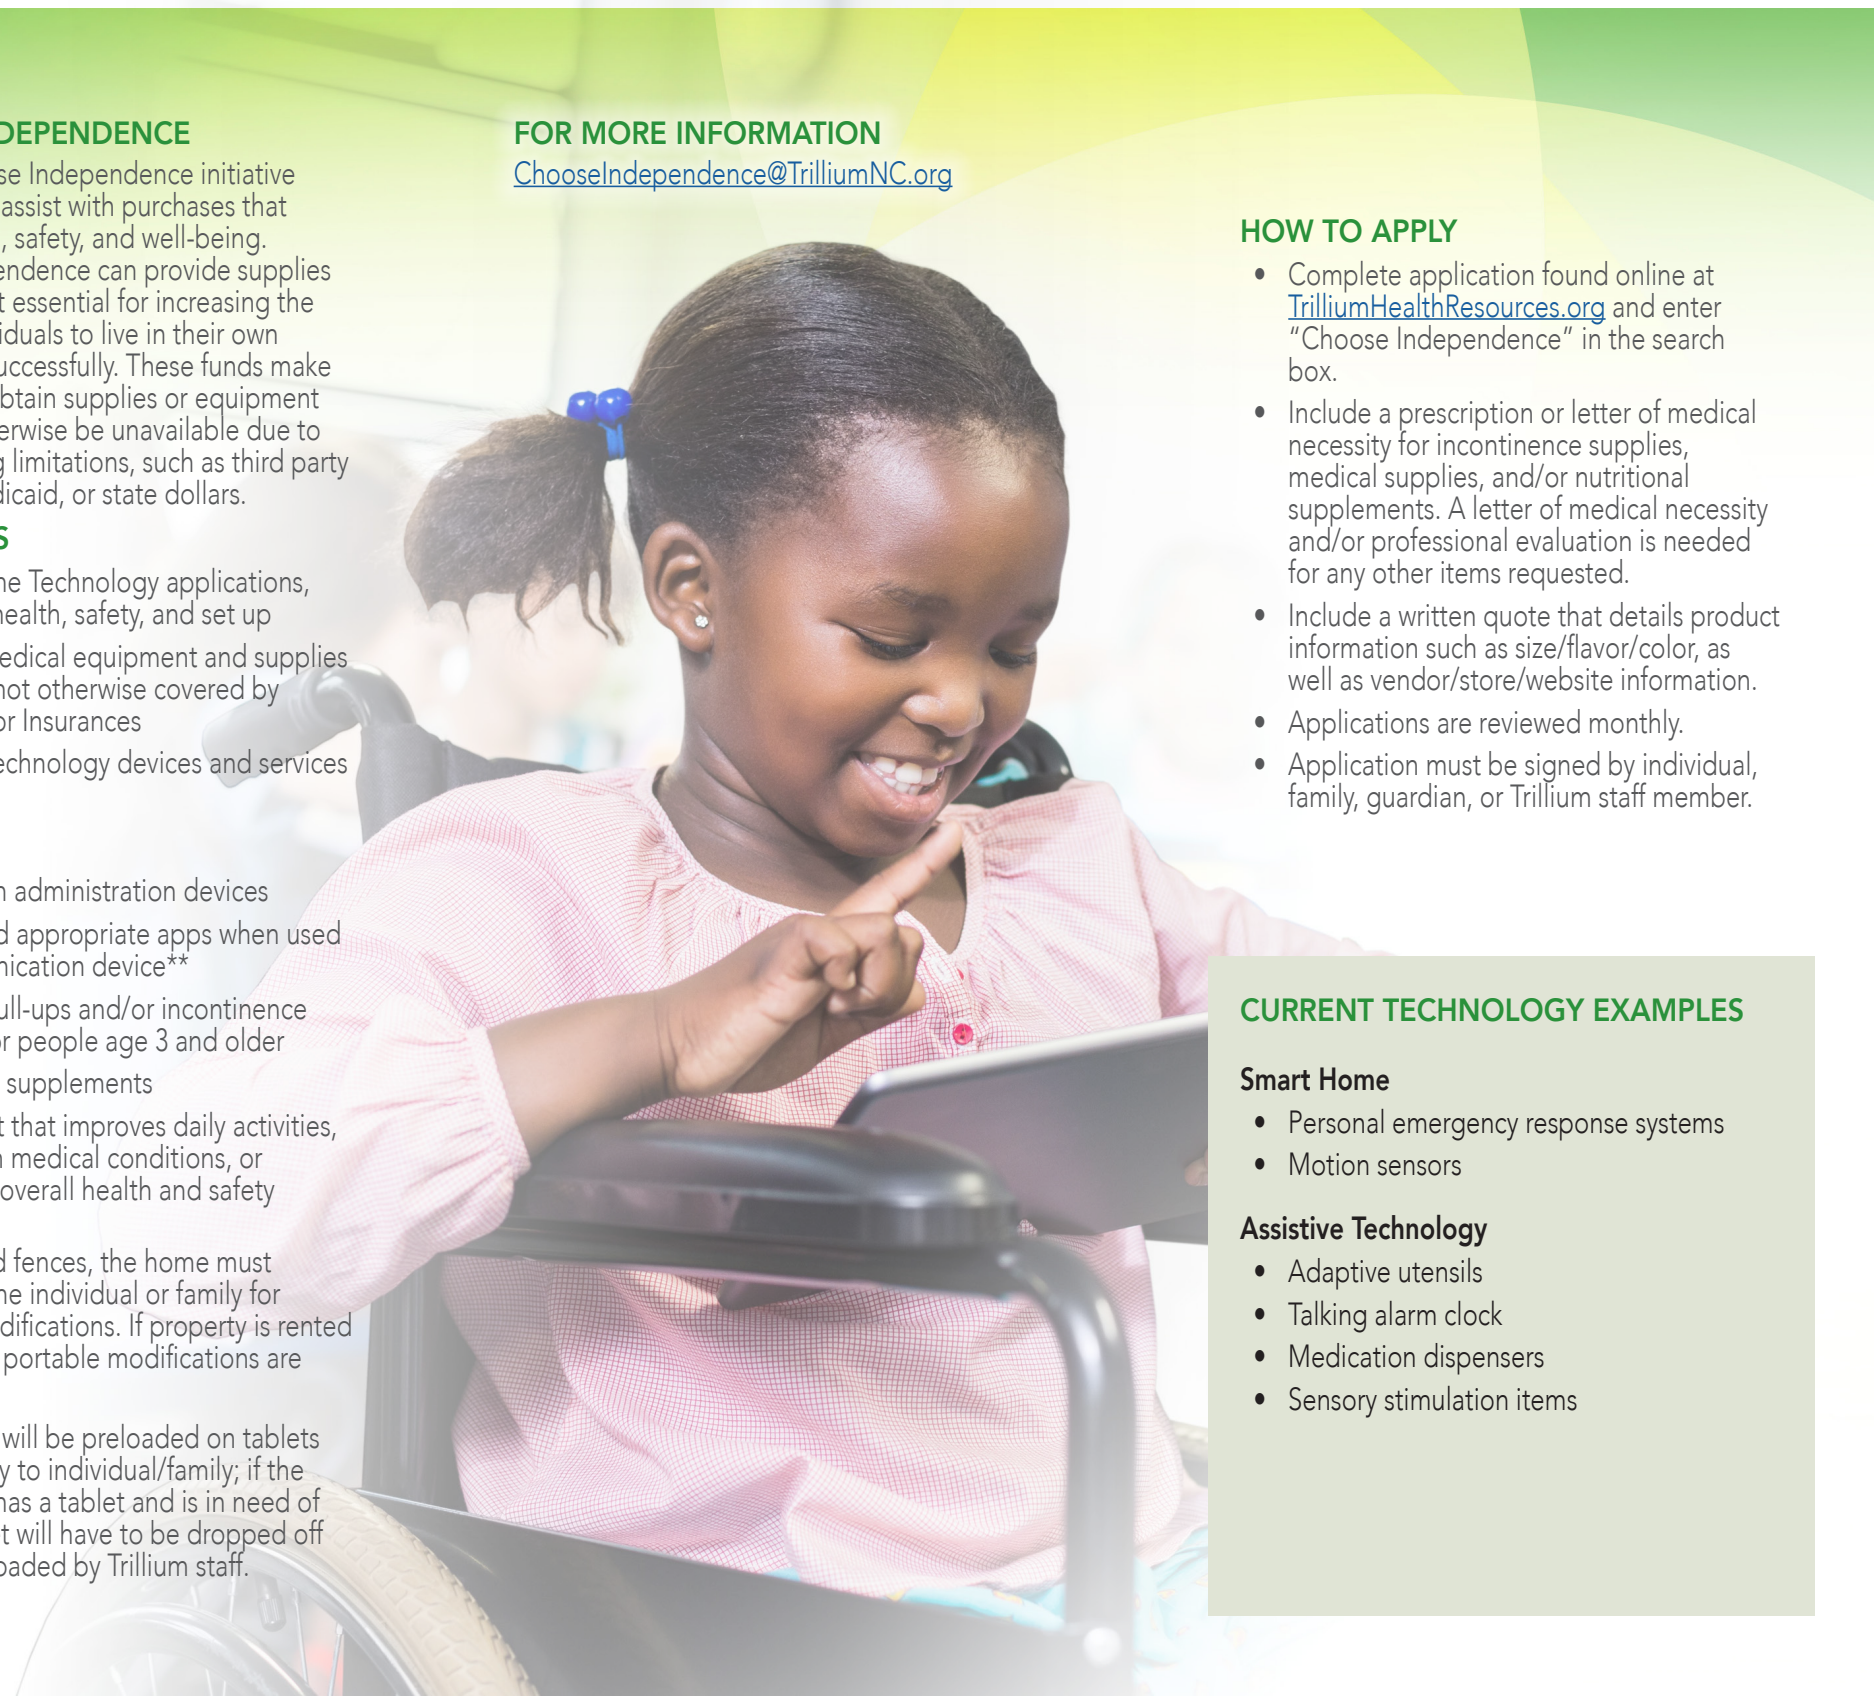 DEPENDENCE
se Independence initiative
assist with purchases that
, safety, and well-being.
endence can provide supplies
t essential for increasing the
iduals to live in their own
uccessfully. These funds make
btain supplies or equipment
erwise be unavailable due to
g limitations, such as third party
dicaid, or state dollars.
S
ne Technology applications,
health, safety, and set up
edical equipment and supplies
not otherwise covered by
or Insurances
echnology devices and services
n administration devices
d appropriate apps when used
nication device**
ull-ups and/or incontinence
or people age 3 and older
supplements
t that improves daily activities,
n medical conditions, or
overall health and safety
d fences, the home must
he individual or family for
difications. If property is rented
portable modifications are
will be preloaded on tablets
y to individual/family; if the
has a tablet and is in need of
t will have to be dropped off
oaded by Trillium staff.
FOR MORE INFORMATION
ChooseIndependence@TrilliumNC.org
HOW TO APPLY
• Complete application found online at
TrilliumHealthResources.org and enter
“Choose Independence” in the search
box.
• Include a prescription or letter of medical
necessity for incontinence supplies,
medical supplies, and/or nutritional
supplements. A letter of medical necessity
and/or professional evaluation is needed
for any other items requested.
• Include a written quote that details product
information such as size/flavor/color, as
well as vendor/store/website information.
• Applications are reviewed monthly.
• Application must be signed by individual,
family, guardian, or Trillium staff member.
CURRENT TECHNOLOGY EXAMPLES
Smart Home
• Personal emergency response systems
• Motion sensors
Assistive Technology
• Adaptive utensils
• Talking alarm clock
• Medication dispensers
• Sensory stimulation items